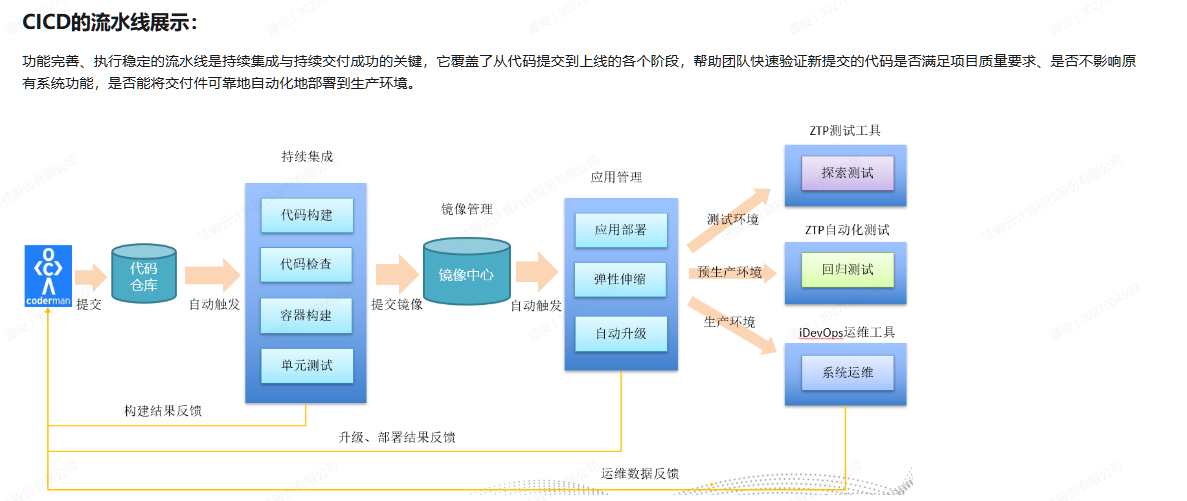 CICD的流水线展示：
功能完善、执行稳定的流水线是持续集成与持续交付成功的关键，它覆盖了从代码提交到上线的各个阶段，帮助团队快速验证新提交的代码是否满足项目质量要求、是否不影响原
有系统功能，是否能将交付件可靠地自动化地部署到生产环境。
coderman
提交
代码
仓库
自动触发
持续集成
代码构建
代码检查
容器构建
单元测试
提交镜像
镜像管理
镜像中心
自动触发
应用管理
应用部署
弹性伸缩
自动升级
测试环境
预生产环境
生产环境
ZTP测试工具
探索测试
ZTP自动化测试
回归测试
iDevOps运维工具
系统运维
构建结果反馈
升级、部署结果反馈
运维数据反馈